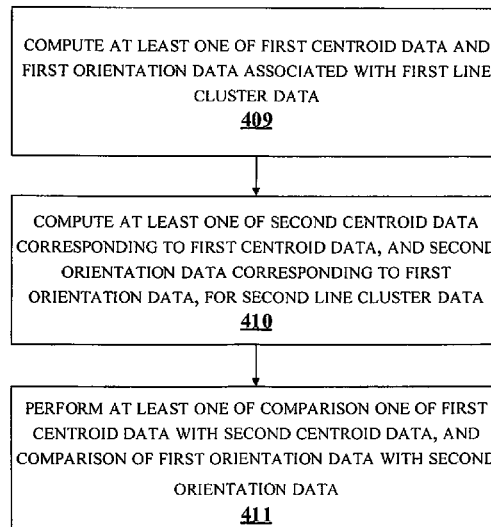 COMPUTE AT LEAST ONE OF FIRST CENTROID DATA AND
FIRST ORIENTATION DATA ASSOCIATED WITH FIRST LINE
CLUSTER DATA
409
COMPUTE AT LEAST ONE OF SECOND CENTROID DATA
CORRESPONDING TO FIRST CENTROID DATA, AND SECOND
ORIENTATION DATA CORRESPONDING TO FIRST
ORIENTATION DATA, FOR SECOND LINE CLUSTER DATA
410
PERFORM AT LEAST ONE OF COMPARISON ONE OF FIRST
CENTROID DATA WITH SECOND CENTROID DATA, AND
COMPARISON OF FIRST ORIENTATION DATA WITH SECOND
ORIENTATION DATA
411